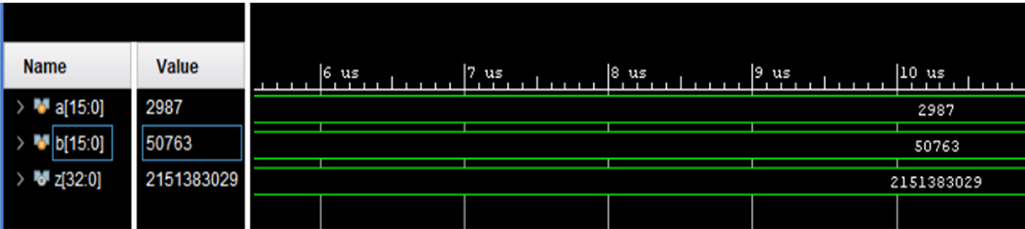 Name Value
6 us 7 us 8 us 9 us 10 us
a[15:0] 2987 2987
b[15:0] 50763 50763
z[32:0] 2151383029 2151383029